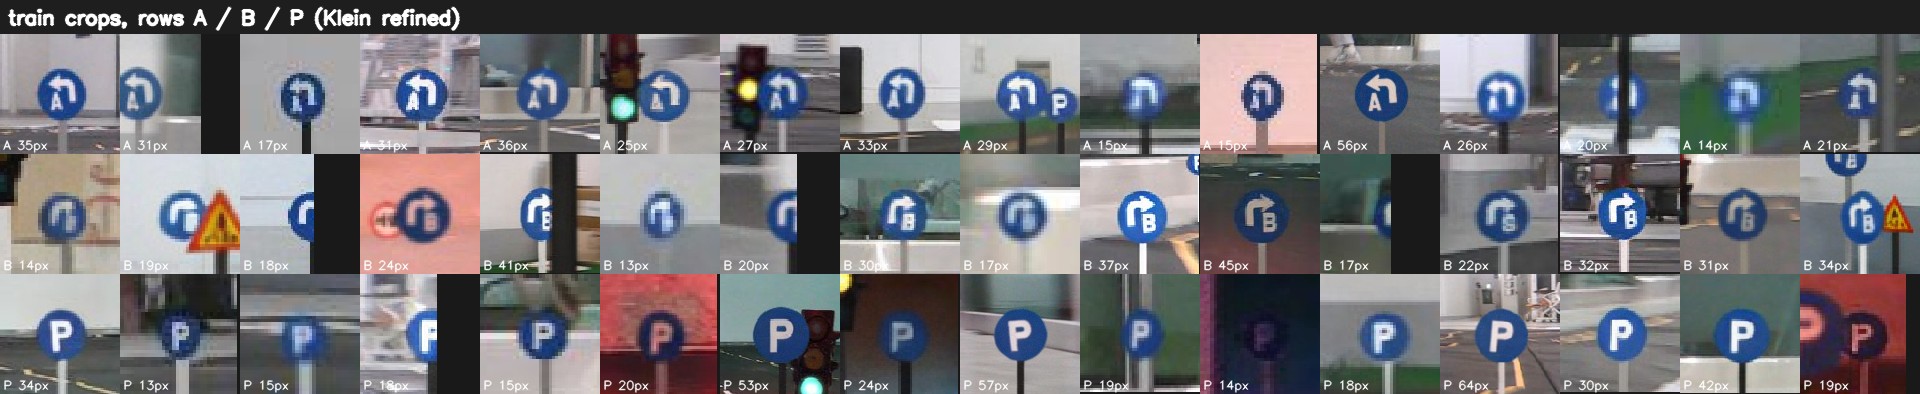 train crops, rows A / B / P (Klein refined)
A 35px A 31px A 17px A 31px A 36px A 25px A 27px A 33px A 29px A 15px A 15px A 56px A 26px A 20px A 14px A 21px
B 14px B 19px B 18px B 24px B 41px B 13px B 20px B 30px B 17px B 37px B 45px B 17px B 22px B 32px B 31px B 34px
P 34px P 13px P 15px P 18px P 15px P 20px P 53px P 24px P 57px P 19px P 14px P 18px P 64px P 30px P 42px P 19px